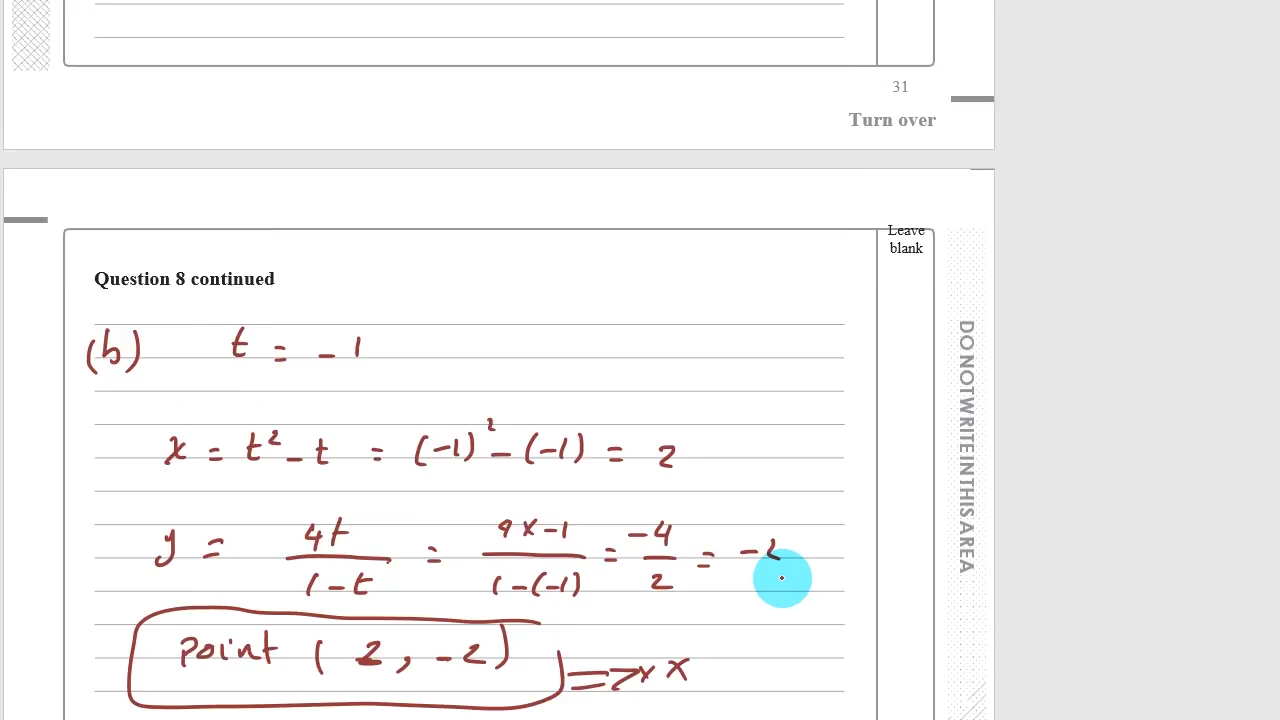 31
Turn over
Leave
blank
Question 8 continued
(b) t = - 1
x = t² - t = (-1)² - (-1) = 2
y = 4t / 1 - t = 4x-1 / 1-(-1) = -4 / 2 = -2
point ( 2 , -2 )
DO NOT WRITE IN THIS AREA